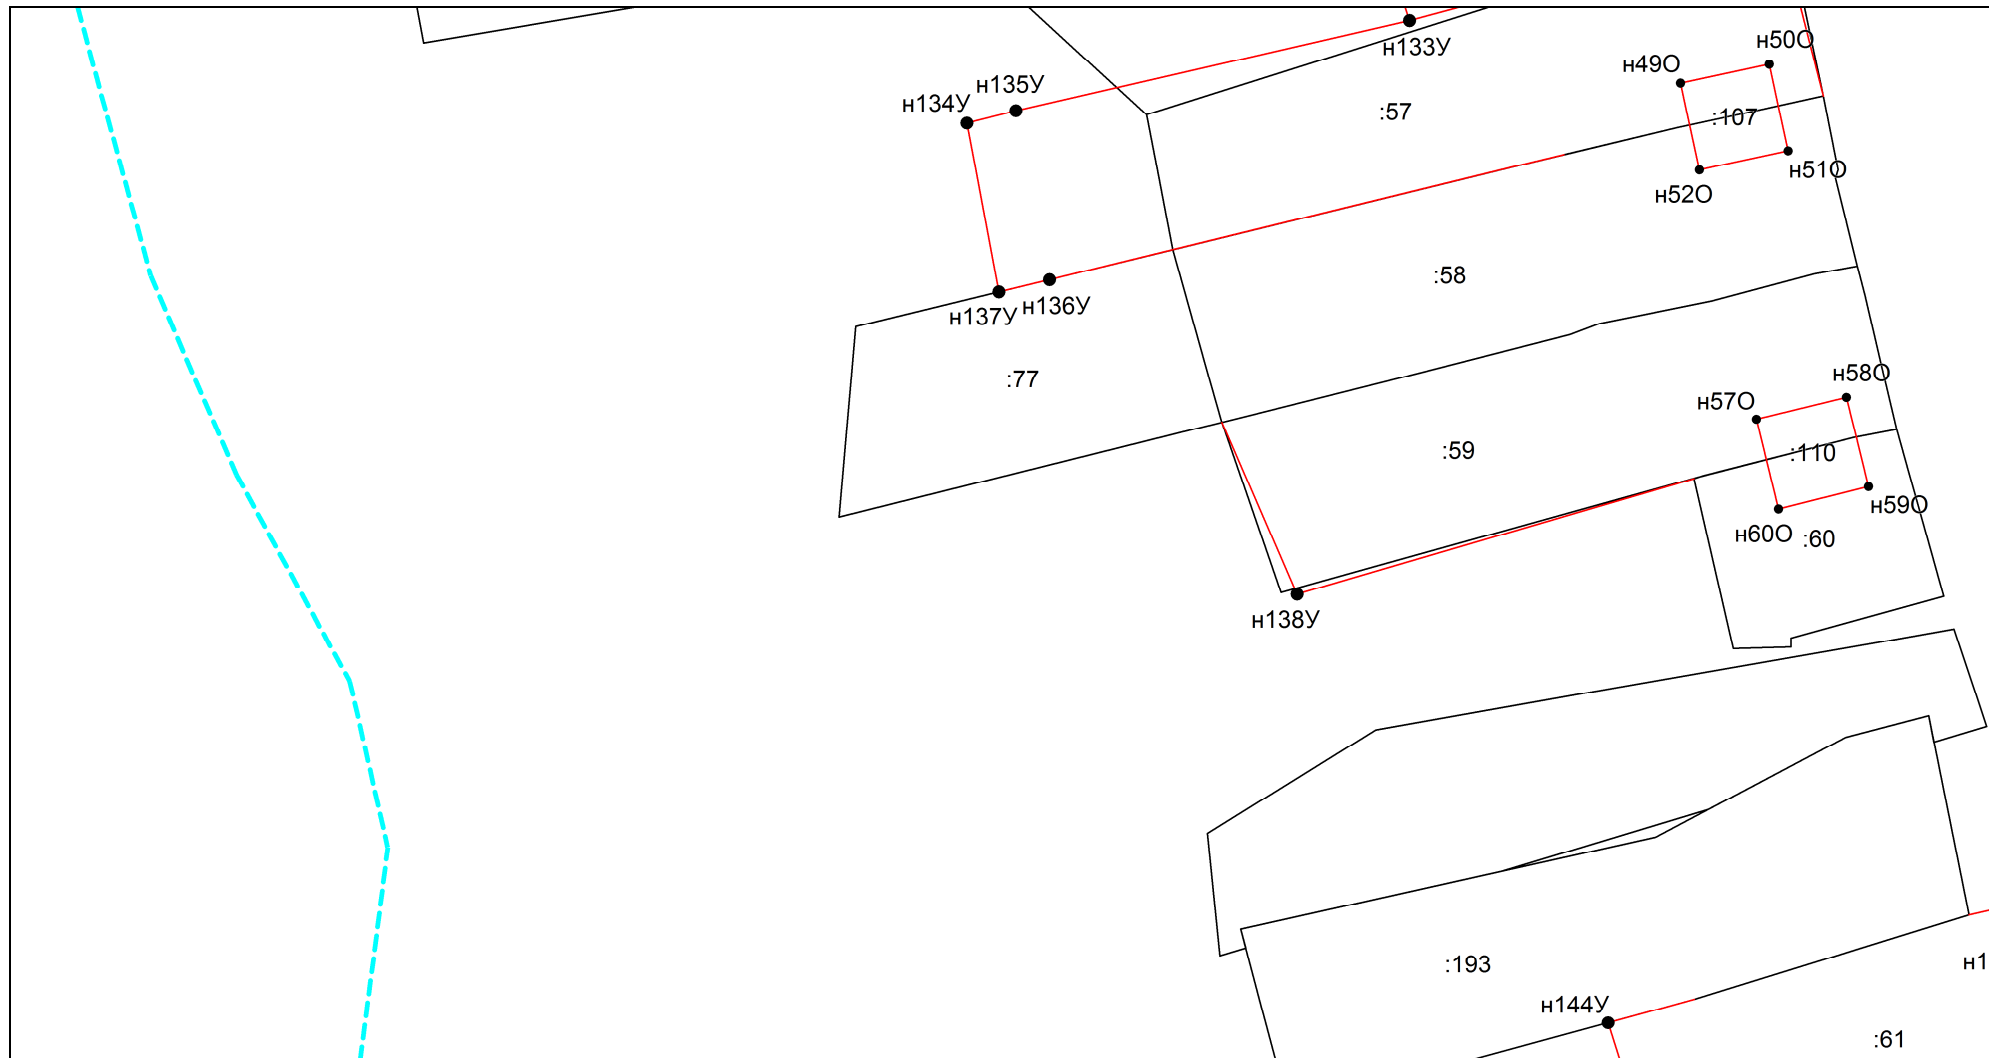 н133У
н50О
н49О
н135У
н134У
:57
:107
н51О
н52О
:58
н136У
н137У
:77
н58О
н57О
:59
:110
н59О
н60О
:60
н138У
:193
н1
н144У
:61